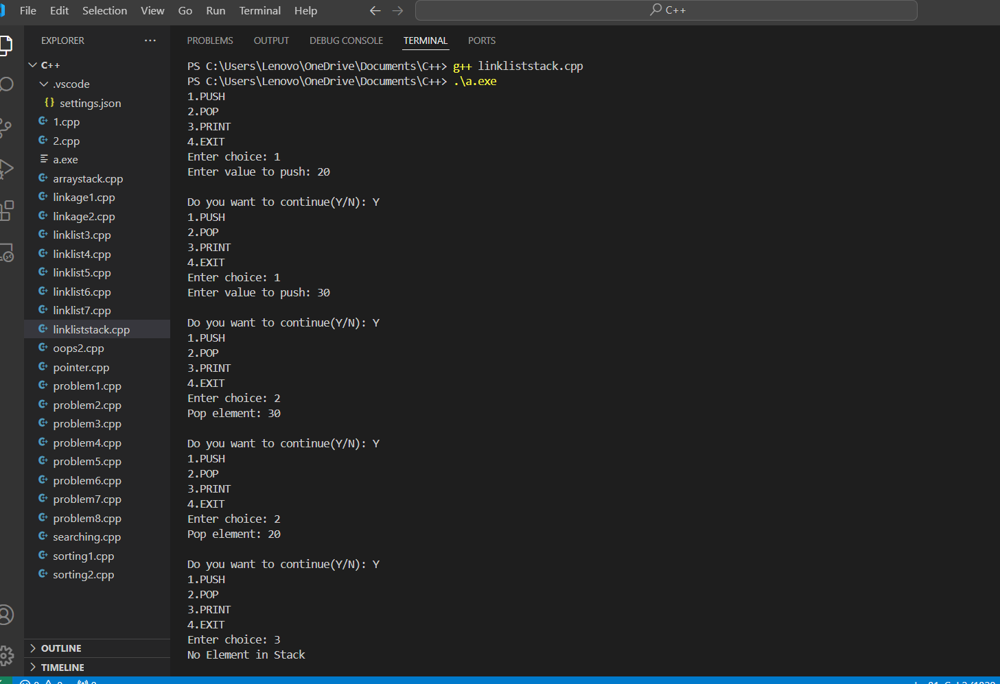 File Edit Selection View Go Run Terminal Help
C++
EXPLORER
C++
.vscode
settings.json
1.cpp
2.cpp
a.exe
arraystack.cpp
linkage1.cpp
linkage2.cpp
linklist3.cpp
linklist4.cpp
linklist5.cpp
linklist6.cpp
linklist7.cpp
linkliststack.cpp
oops2.cpp
pointer.cpp
problem1.cpp
problem2.cpp
problem3.cpp
problem4.cpp
problem5.cpp
problem6.cpp
problem7.cpp
problem8.cpp
searching.cpp
sorting1.cpp
sorting2.cpp
OUTLINE
TIMELINE
PROBLEMS OUTPUT DEBUG CONSOLE TERMINAL PORTS
PS C:\Users\Lenovo\OneDrive\Documents\C++> g++ linkliststack.cpp
PS C:\Users\Lenovo\OneDrive\Documents\C++> .\a.exe
1.PUSH
2.POP
3.PRINT
4.EXIT
Enter choice: 1
Enter value to push: 20
Do you want to continue(Y/N): Y
1.PUSH
2.POP
3.PRINT
4.EXIT
Enter choice: 1
Enter value to push: 30
Do you want to continue(Y/N): Y
1.PUSH
2.POP
3.PRINT
4.EXIT
Enter choice: 2
Pop element: 30
Do you want to continue(Y/N): Y
1.PUSH
2.POP
3.PRINT
4.EXIT
Enter choice: 2
Pop element: 20
Do you want to continue(Y/N): Y
1.PUSH
2.POP
3.PRINT
4.EXIT
Enter choice: 3
No Element in Stack